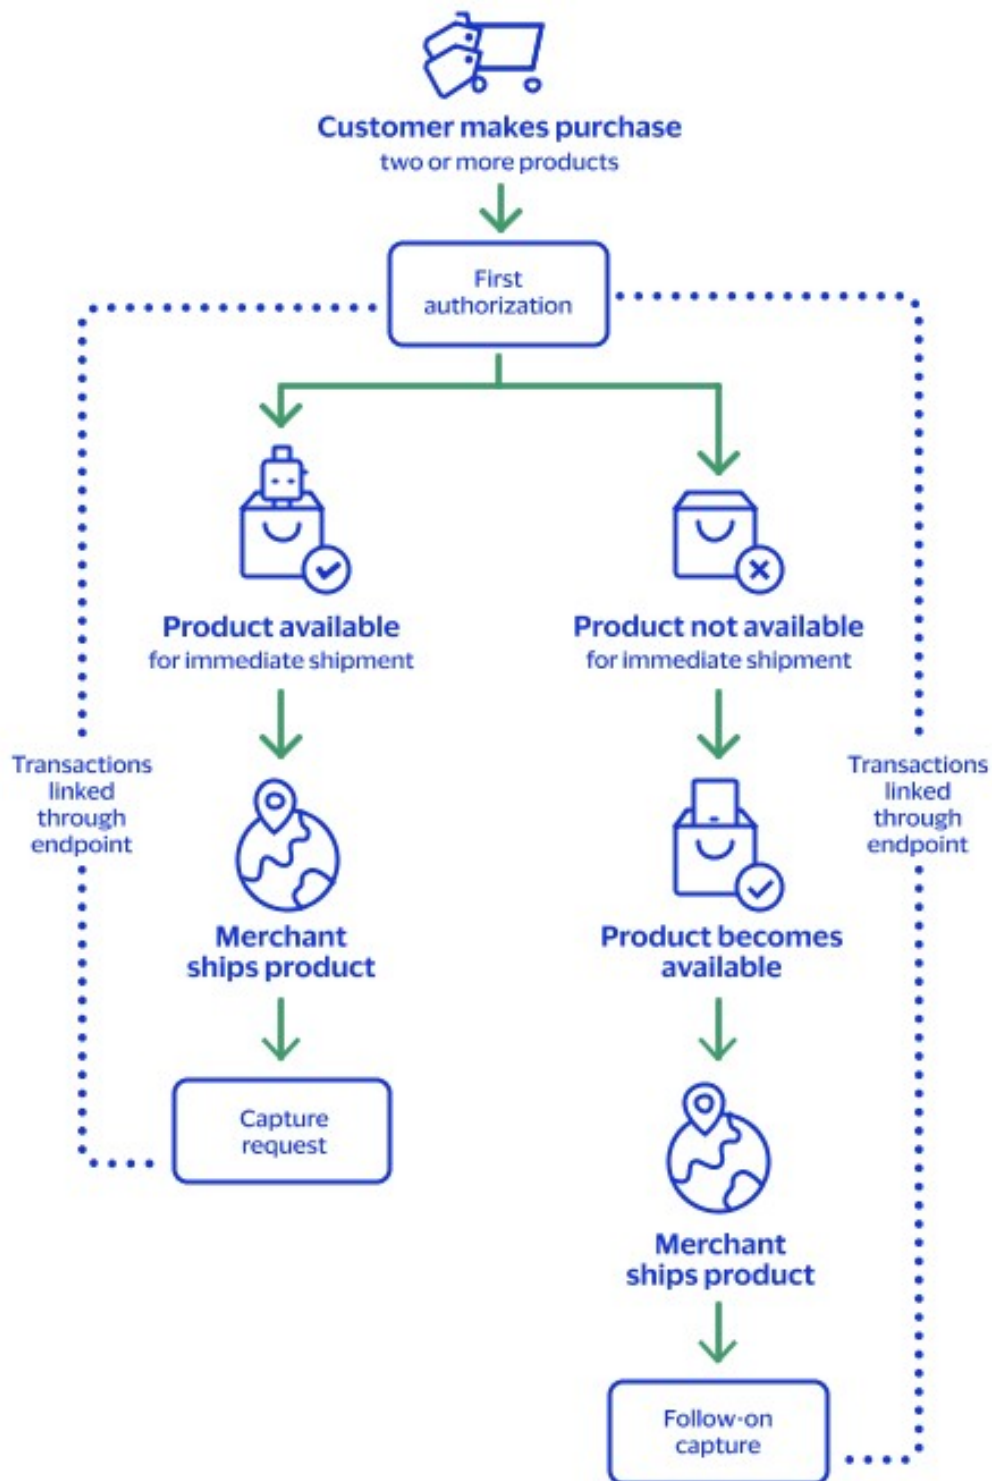 Customer makes purchase
two or more products
First
authorization
Product available
for immediate shipment
Product not available
for immediate shipment
Transactions
linked
through
endpoint
Transactions
linked
through
endpoint
Merchant
ships product
Product becomes
available
Capture
request
Merchant
ships product
Follow-on
capture